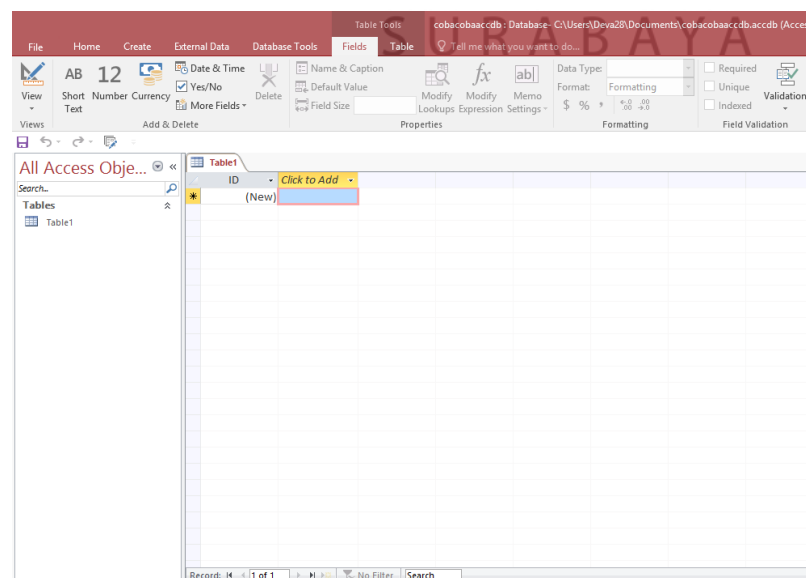 Table Tools
cobacobaaccdb : Database- C:\Users\Deva28\Documents\cobacobaaccdb.accdb (Acces
SURABAYA
File Home Create External Data Database Tools Fields Table Tell me what you want to do...
View
Views
AB Short Text
12 Number
Currency
Date & Time
Yes/No
More Fields
Delete
Add & Delete
Name & Caption
Default Value
Field Size
Modify Lookups
fx Modify Expression
ab Memo Settings
Properties
Data Type:
Format: Formatting
$ % , .00 .00
Formatting
Required
Unique
Indexed
Validation
Field Validation
All Access Obje... «
Search...
Tables
Table1
Table1
ID Click to Add
* (New)
Record: 1 of 1 No Filter Search